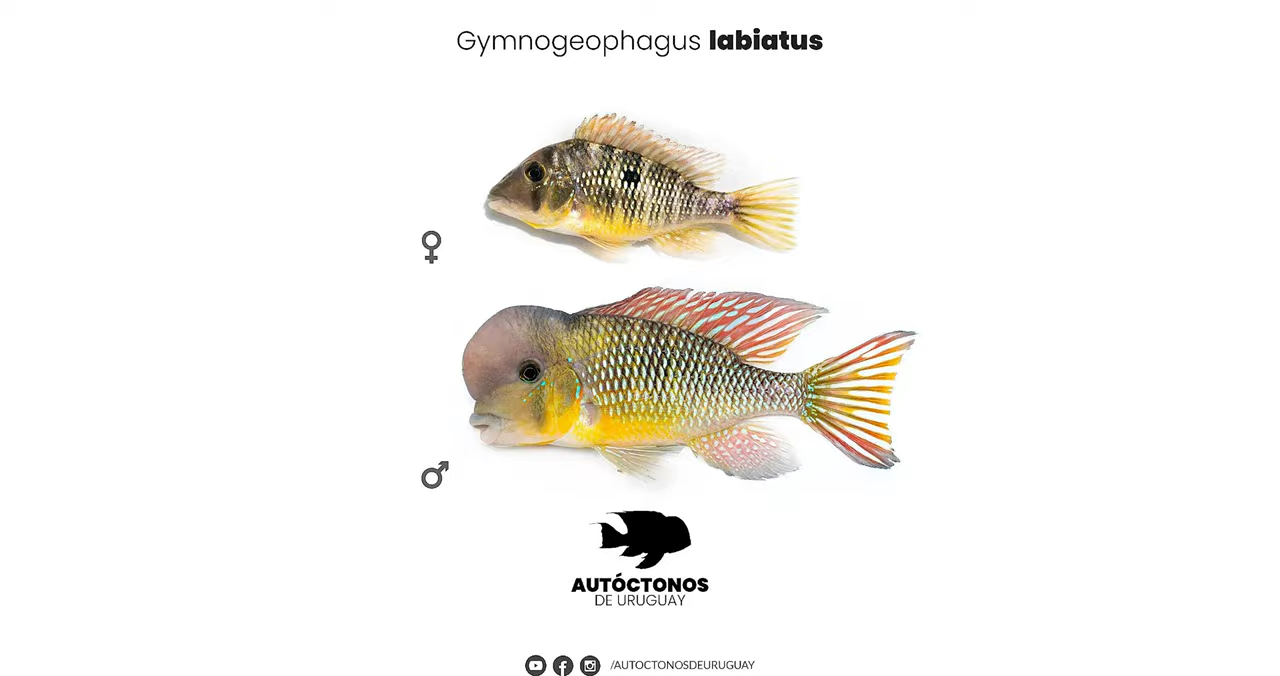 Gymnogeophagus labiatus
♀
♂
AUTÓCTONOS
DE URUGUAY
/AUTOCTONOSDEURUGUAY